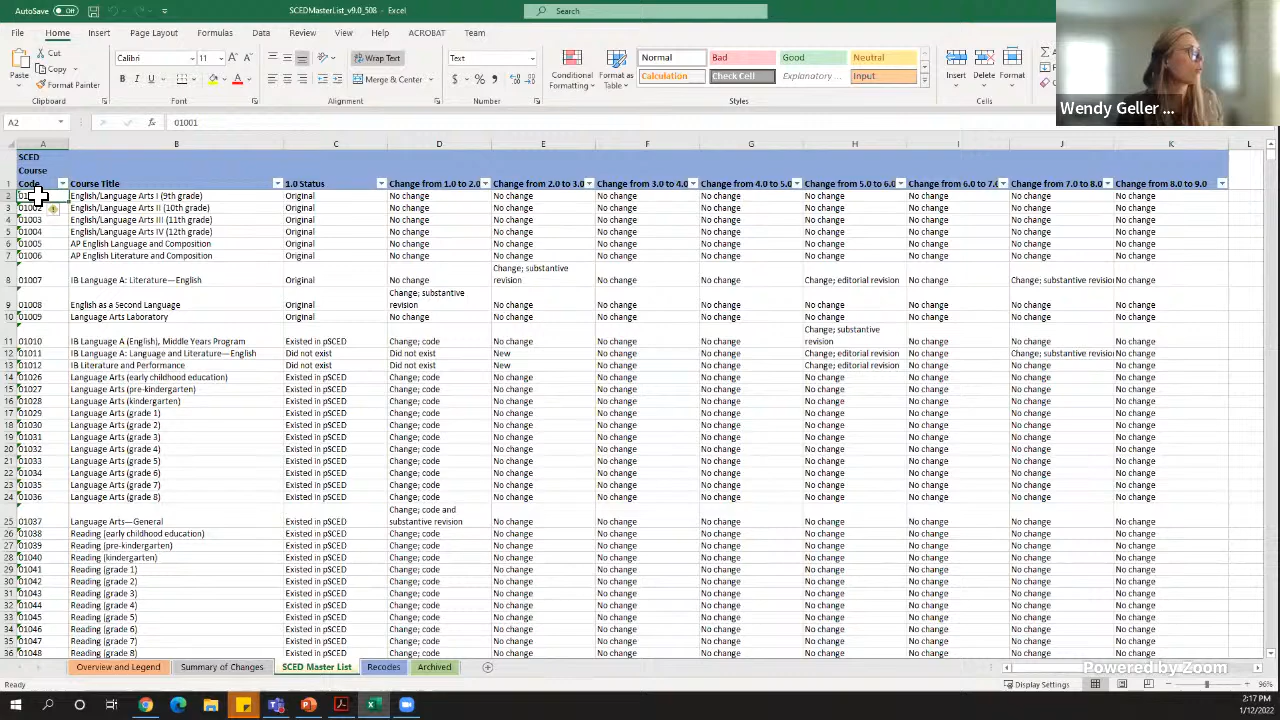 AutoSave Off SCEDMasterList_v9.0_508 - Excel Search
File Home Insert Page Layout Formulas Data Review View Help ACROBAT Team
Cut Copy Format Painter Paste Clipboard
Calibri 11 Font
Wrap Text Merge & Center Alignment
Number
Conditional Formatting Format as Table
Normal Bad Good Neutral
Calculation Check Cell Explanatory... Input Styles
Insert Delete Format Cells
Wendy Geller ...
A2 01001
A B C D E F G H I J K L
SCED
Course
1 Code Course Title 1.0 Status Change from 1.0 to 2.0 Change from 2.0 to 3.0 Change from 3.0 to 4.0 Change from 4.0 to 5.0 Change from 5.0 to 6.0 Change from 6.0 to 7.0 Change from 7.0 to 8.0 Change from 8.0 to 9.0
2 English/Language Arts I (9th grade) Original No change No change No change No change No change No change No change No change
3 01002 English/Language Arts II (10th grade) Original No change No change No change No change No change No change No change No change
4 01003 English/Language Arts III (11th grade) Original No change No change No change No change No change No change No change No change
5 01004 English/Language Arts IV (12th grade) Original No change No change No change No change No change No change No change No change
6 01005 AP English Language and Composition Original No change No change No change No change No change No change No change No change
7 01006 AP English Literature and Composition Original No change No change No change No change No change No change No change No change
8 01007 IB Language A: Literature—English Original No change Change; substantive revision No change No change Change; editorial revision No change Change; substantive revision No change
9 01008 English as a Second Language Original Change; substantive revision No change No change No change No change No change No change No change
10 01009 Language Arts Laboratory Original No change No change No change No change No change No change No change No change
11 01010 IB Language A (English), Middle Years Program Existed in pSCED Change; code No change No change No change Change; substantive revision No change No change No change
12 01011 IB Language A: Language and Literature—English Did not exist Did not exist New No change No change Change; editorial revision No change Change; substantive revision No change
13 01012 IB Literature and Performance Did not exist Did not exist New No change No change Change; editorial revision No change No change No change
14 01026 Language Arts (early childhood education) Existed in pSCED Change; code No change No change No change No change No change No change No change
15 01027 Language Arts (pre-kindergarten) Existed in pSCED Change; code No change No change No change No change No change No change No change
16 01028 Language Arts (kindergarten) Existed in pSCED Change; code No change No change No change No change No change No change No change
17 01029 Language Arts (grade 1) Existed in pSCED Change; code No change No change No change No change No change No change No change
18 01030 Language Arts (grade 2) Existed in pSCED Change; code No change No change No change No change No change No change No change
19 01031 Language Arts (grade 3) Existed in pSCED Change; code No change No change No change No change No change No change No change
20 01032 Language Arts (grade 4) Existed in pSCED Change; code No change No change No change No change No change No change No change
21 01033 Language Arts (grade 5) Existed in pSCED Change; code No change No change No change No change No change No change No change
22 01034 Language Arts (grade 6) Existed in pSCED Change; code No change No change No change No change No change No change No change
23 01035 Language Arts (grade 7) Existed in pSCED Change; code No change No change No change No change No change No change No change
24 01036 Language Arts (grade 8) Existed in pSCED Change; code No change No change No change No change No change No change No change
25 01037 Language Arts—General Existed in pSCED Change; code and substantive revision No change No change No change No change No change No change No change
26 01038 Reading (early childhood education) Existed in pSCED Change; code No change No change No change No change No change No change No change
27 01039 Reading (pre-kindergarten) Existed in pSCED Change; code No change No change No change No change No change No change No change
28 01040 Reading (kindergarten) Existed in pSCED Change; code No change No change No change No change No change No change No change
29 01041 Reading (grade 1) Existed in pSCED Change; code No change No change No change No change No change No change No change
30 01042 Reading (grade 2) Existed in pSCED Change; code No change No change No change No change No change No change No change
31 01043 Reading (grade 3) Existed in pSCED Change; code No change No change No change No change No change No change No change
32 01044 Reading (grade 4) Existed in pSCED Change; code No change No change No change No change No change No change No change
33 01045 Reading (grade 5) Existed in pSCED Change; code No change No change No change No change No change No change No change
34 01046 Reading (grade 6) Existed in pSCED Change; code No change No change No change No change No change No change No change
35 01047 Reading (grade 7) Existed in pSCED Change; code No change No change No change No change No change No change No change
36 01048 Reading (grade 8) Existed in pSCED Change; code No change No change No change No change No change No change No change
Overview and Legend Summary of Changes SCED Master List Recodes Archived
Powered by Zoom
Ready Display Settings 96%
2:17 PM
1/12/2022